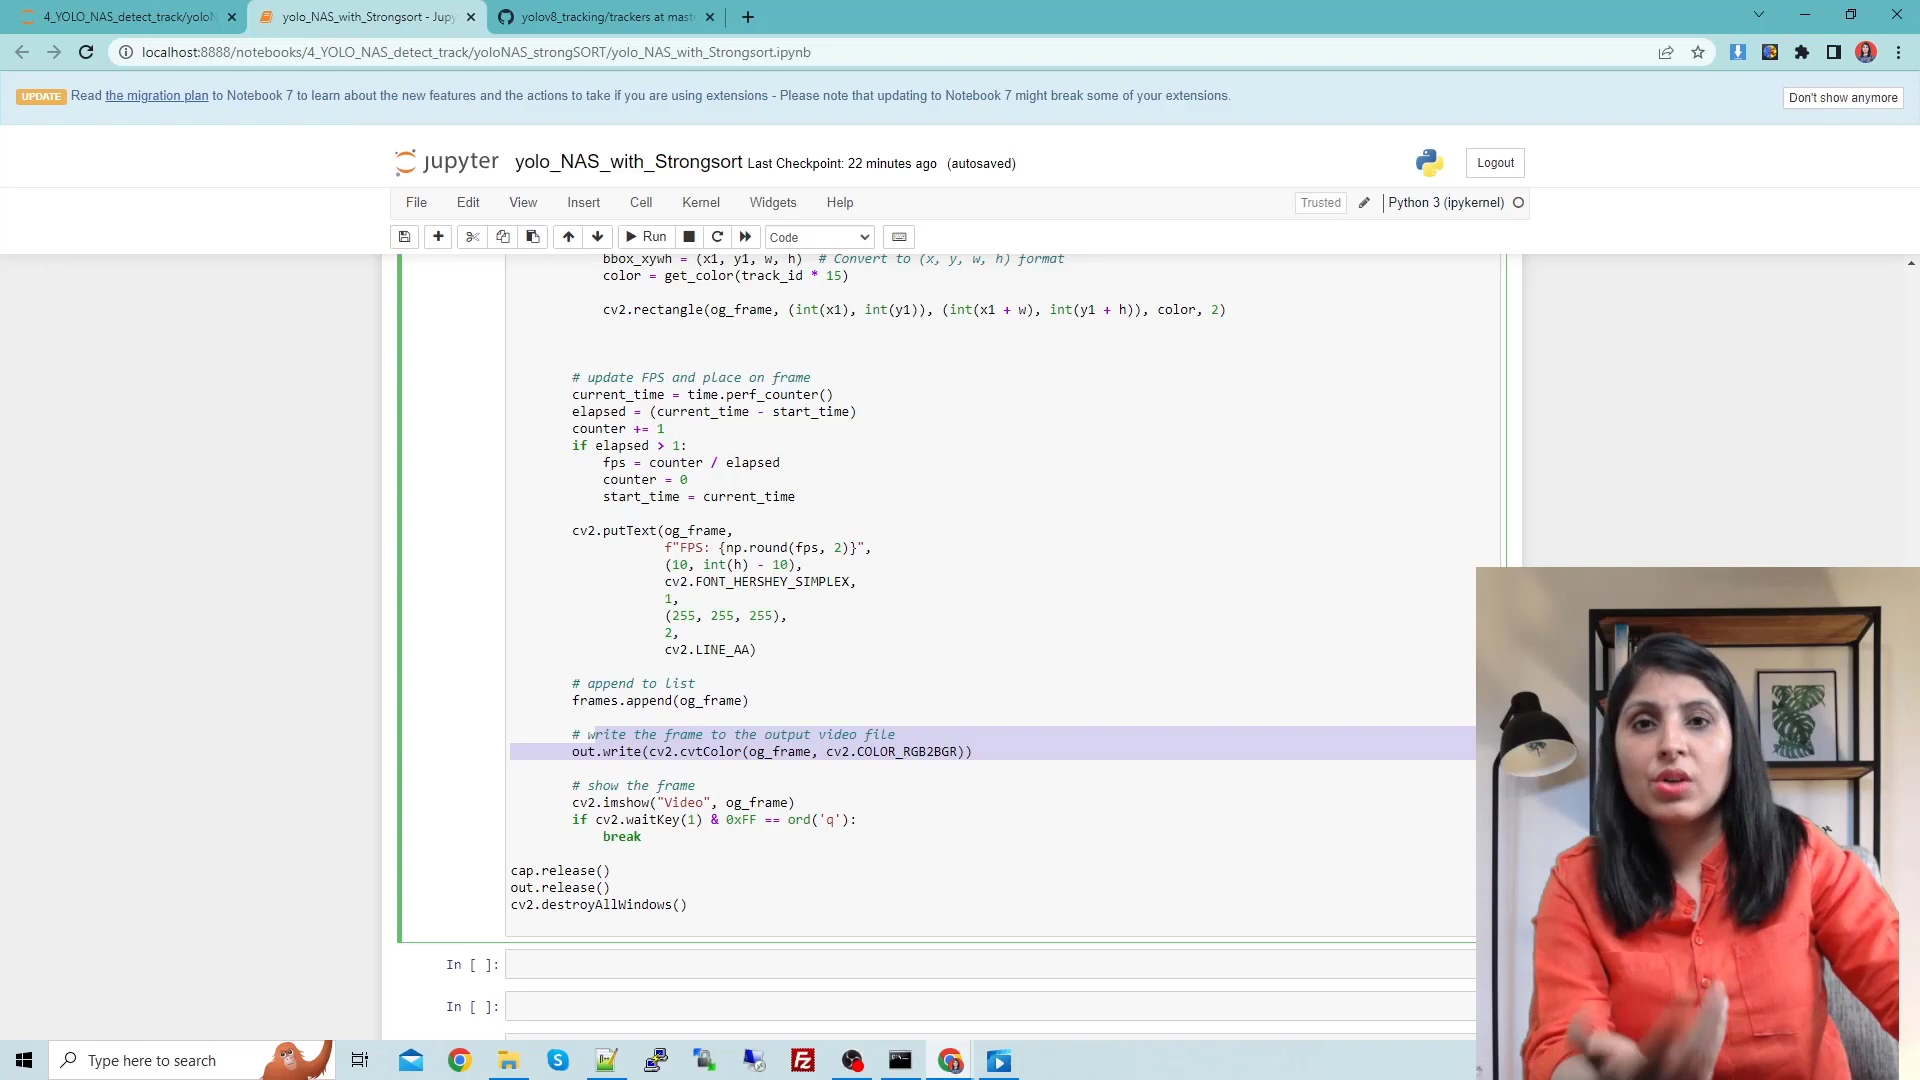 4_YOLO_NAS_detect_track/yoloN
yolo_NAS_with_Strongsort - Jupy
yolov8_tracking/trackers at mast
localhost:8888/notebooks/4_YOLO_NAS_detect_track/yoloNAS_strongSORT/yolo_NAS_with_Strongsort.ipynb
UPDATE Read the migration plan to Notebook 7 to learn about the new features and the actions to take if you are using extensions - Please note that updating to Notebook 7 might break some of your extensions.
Don't show anymore
jupyter yolo_NAS_with_Strongsort Last Checkpoint: 22 minutes ago (autosaved)
Logout
File Edit View Insert Cell Kernel Widgets Help
Trusted Python 3 (ipykernel)
Run Code
bbox_xywh = (x1, y1, w, h)  # Convert to (x, y, w, h) format
color = get_color(track_id * 15)
cv2.rectangle(og_frame, (int(x1), int(y1)), (int(x1 + w), int(y1 + h)), color, 2)
# update FPS and place on frame
current_time = time.perf_counter()
elapsed = (current_time - start_time)
counter += 1
if elapsed > 1:
fps = counter / elapsed
counter = 0
start_time = current_time
cv2.putText(og_frame,
f"FPS: {np.round(fps, 2)}",
(10, int(h) - 10),
cv2.FONT_HERSHEY_SIMPLEX,
1,
(255, 255, 255),
2,
cv2.LINE_AA)
# append to list
frames.append(og_frame)
# write the frame to the output video file
out.write(cv2.cvtColor(og_frame, cv2.COLOR_RGB2BGR))
# show the frame
cv2.imshow("Video", og_frame)
if cv2.waitKey(1) & 0xFF == ord('q'):
break
cap.release()
out.release()
cv2.destroyAllWindows()
In [ ]:
In [ ]:
Type here to search